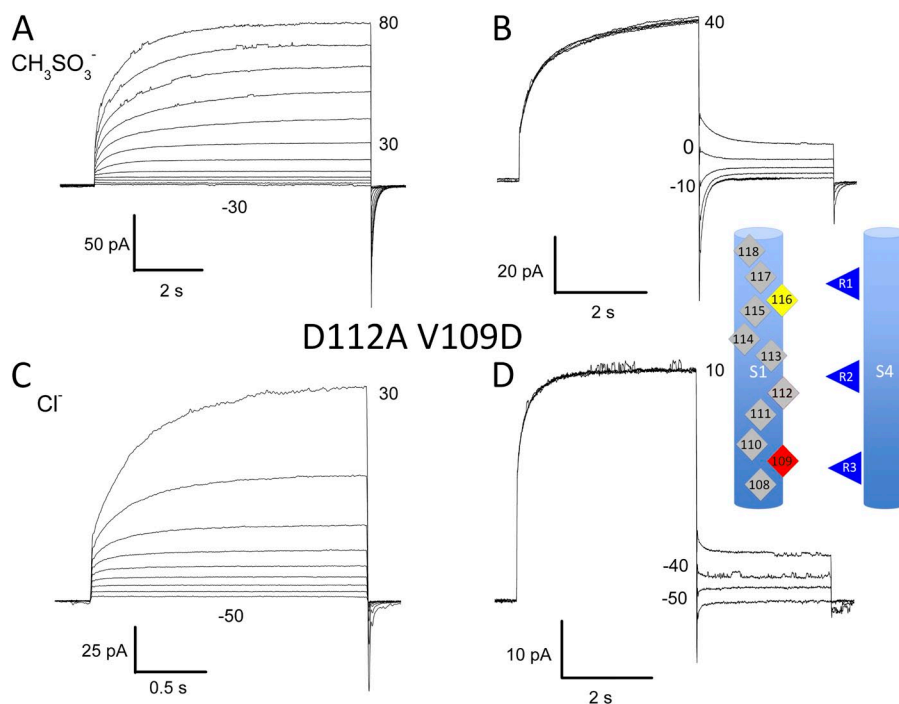 A
CH3SO3-
80
30
-30
50 pA
2 s
B
40
0
-10
20 pA
2 s
118
117
116
115
114
113
S1
112
111
110
109
108
R1
R2
R3
S4
D112A V109D
C
Cl-
30
-50
25 pA
0.5 s
D
10
-40
-50
10 pA
2 s